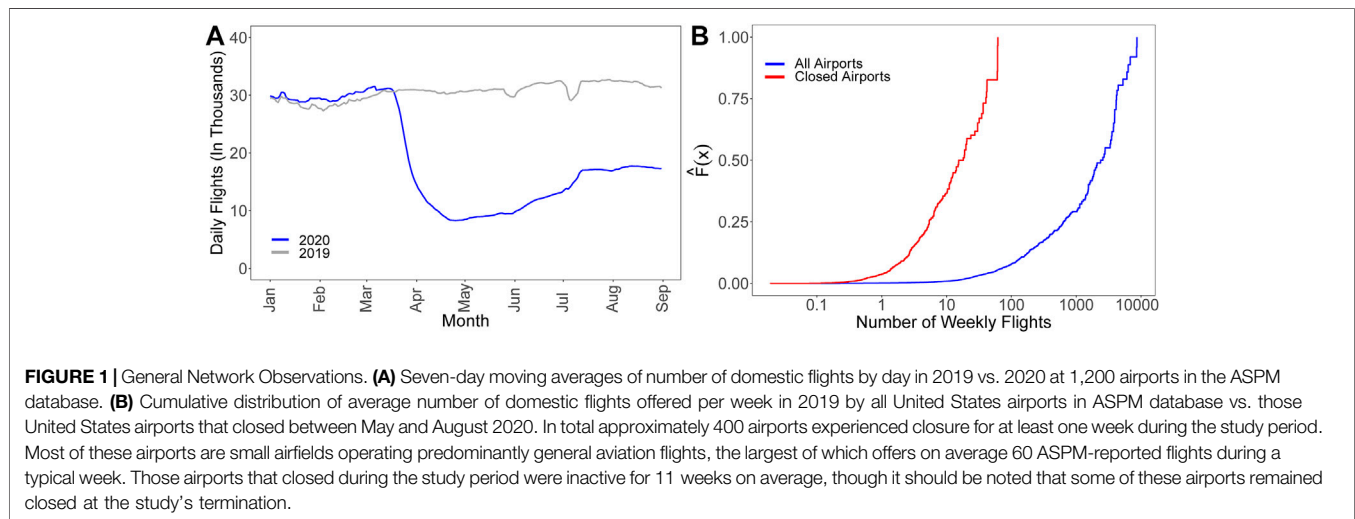 A
40
30
20
10
0
Daily Flights (In Thousands)
2020
2019
Jan
Feb
Mar
Apr
May
Jun
Jul
Aug
Sep
Month
B
1.00
0.75
0.50
0.25
0.00
F̂(x)
All Airports
Closed Airports
0.1
1
10
100
1000
10000
Number of Weekly Flights
FIGURE 1 | General Network Observations. (A) Seven-day moving averages of number of domestic flights by day in 2019 vs. 2020 at 1,200 airports in the ASPM
database. (B) Cumulative distribution of average number of domestic flights offered per week in 2019 by all United States airports in ASPM database vs. those
United States airports that closed between May and August 2020. In total approximately 400 airports experienced closure for at least one week during the study period.
Most of these airports are small airfields operating predominantly general aviation flights, the largest of which offers on average 60 ASPM-reported flights during a
typical week. Those airports that closed during the study period were inactive for 11 weeks on average, though it should be noted that some of these airports remained
closed at the study's termination.